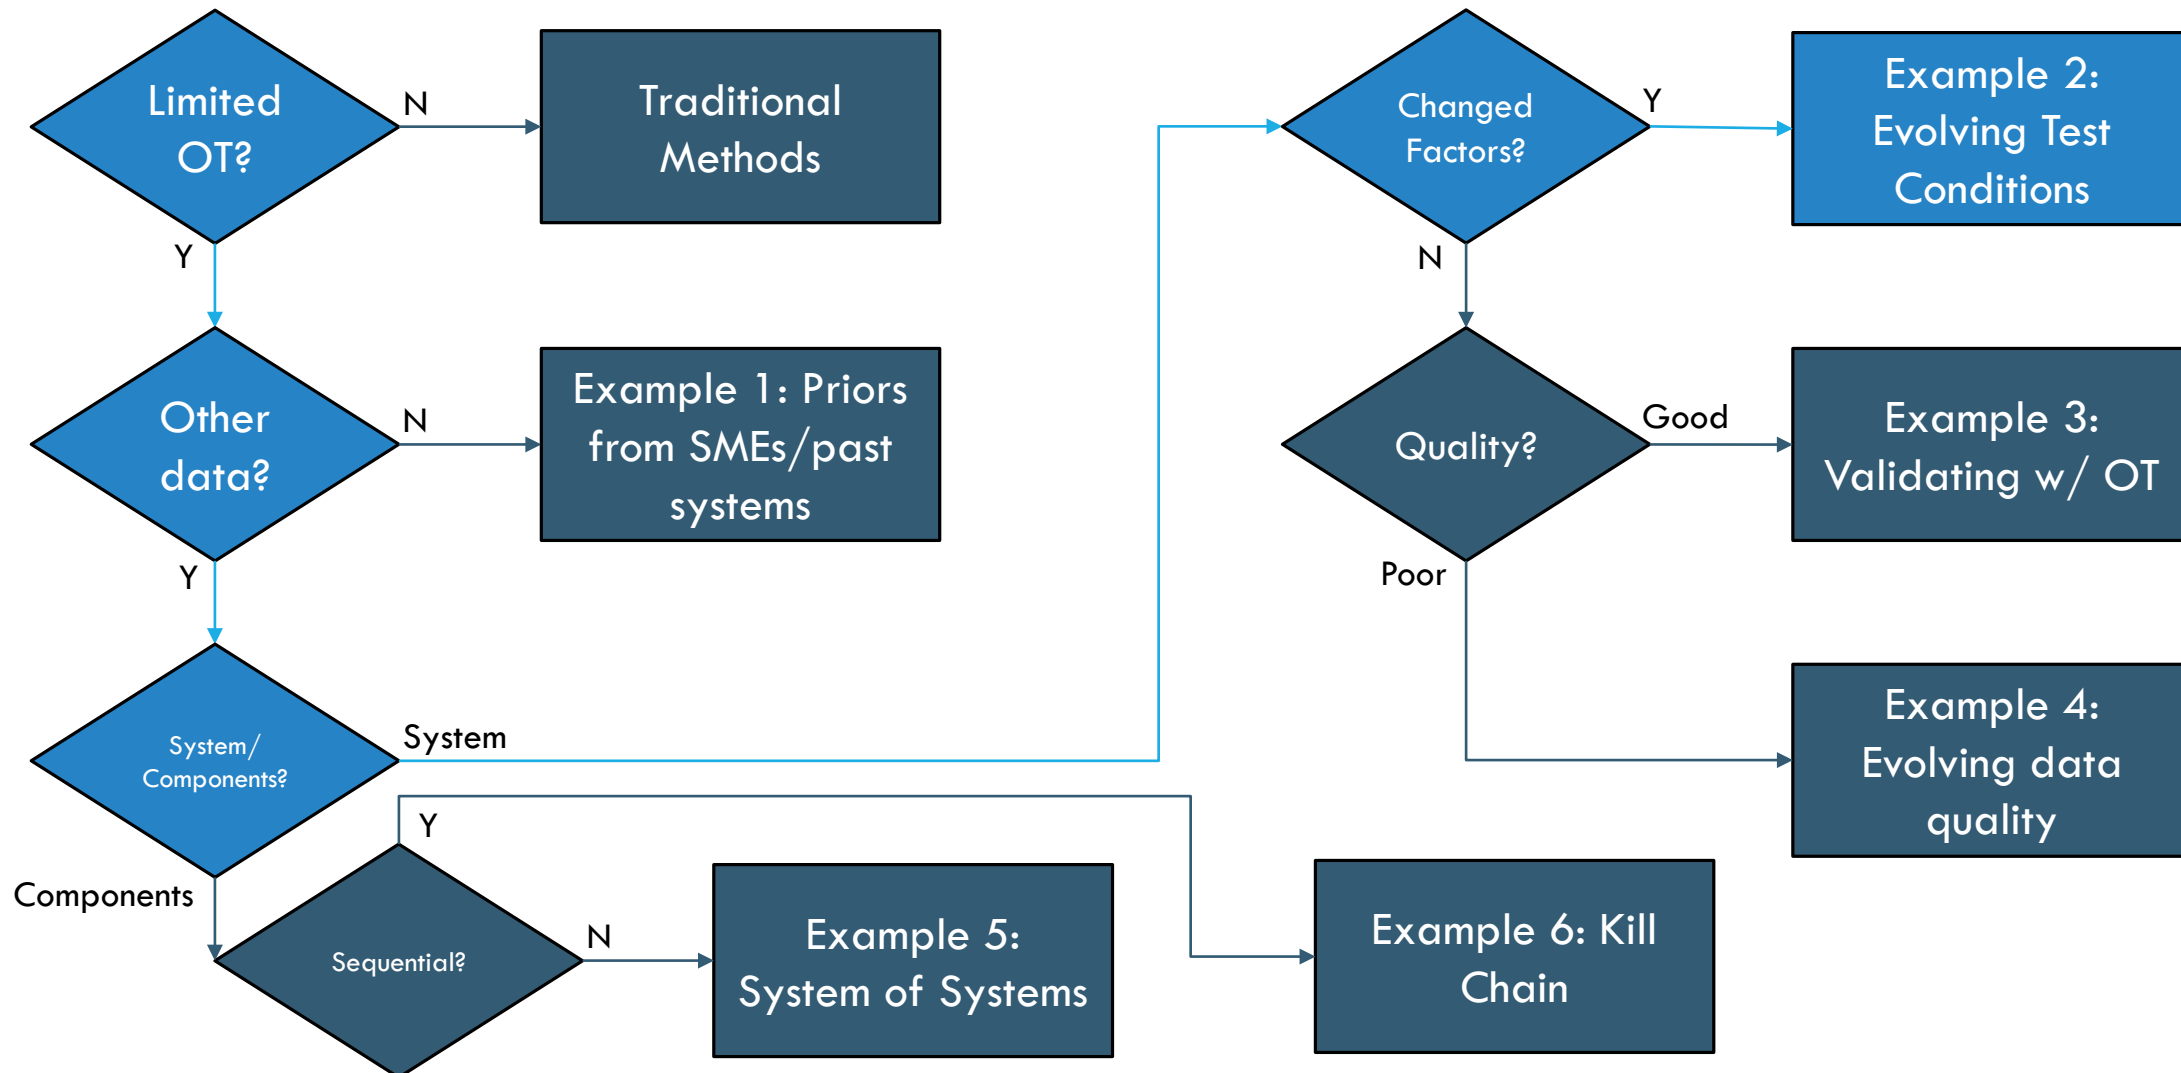 Limited
OT?
N
Traditional
Methods
Y
Other
data?
N
Example 1: Priors
from SMEs/past
systems
Y
System/
Components?
System
Components
Sequential?
Y
N
Example 5:
System of Systems
Example 6: Kill
Chain
Changed
Factors?
Y
Example 2:
Evolving Test
Conditions
N
Quality?
Good
Example 3:
Validating w/ OT
Poor
Example 4:
Evolving data
quality